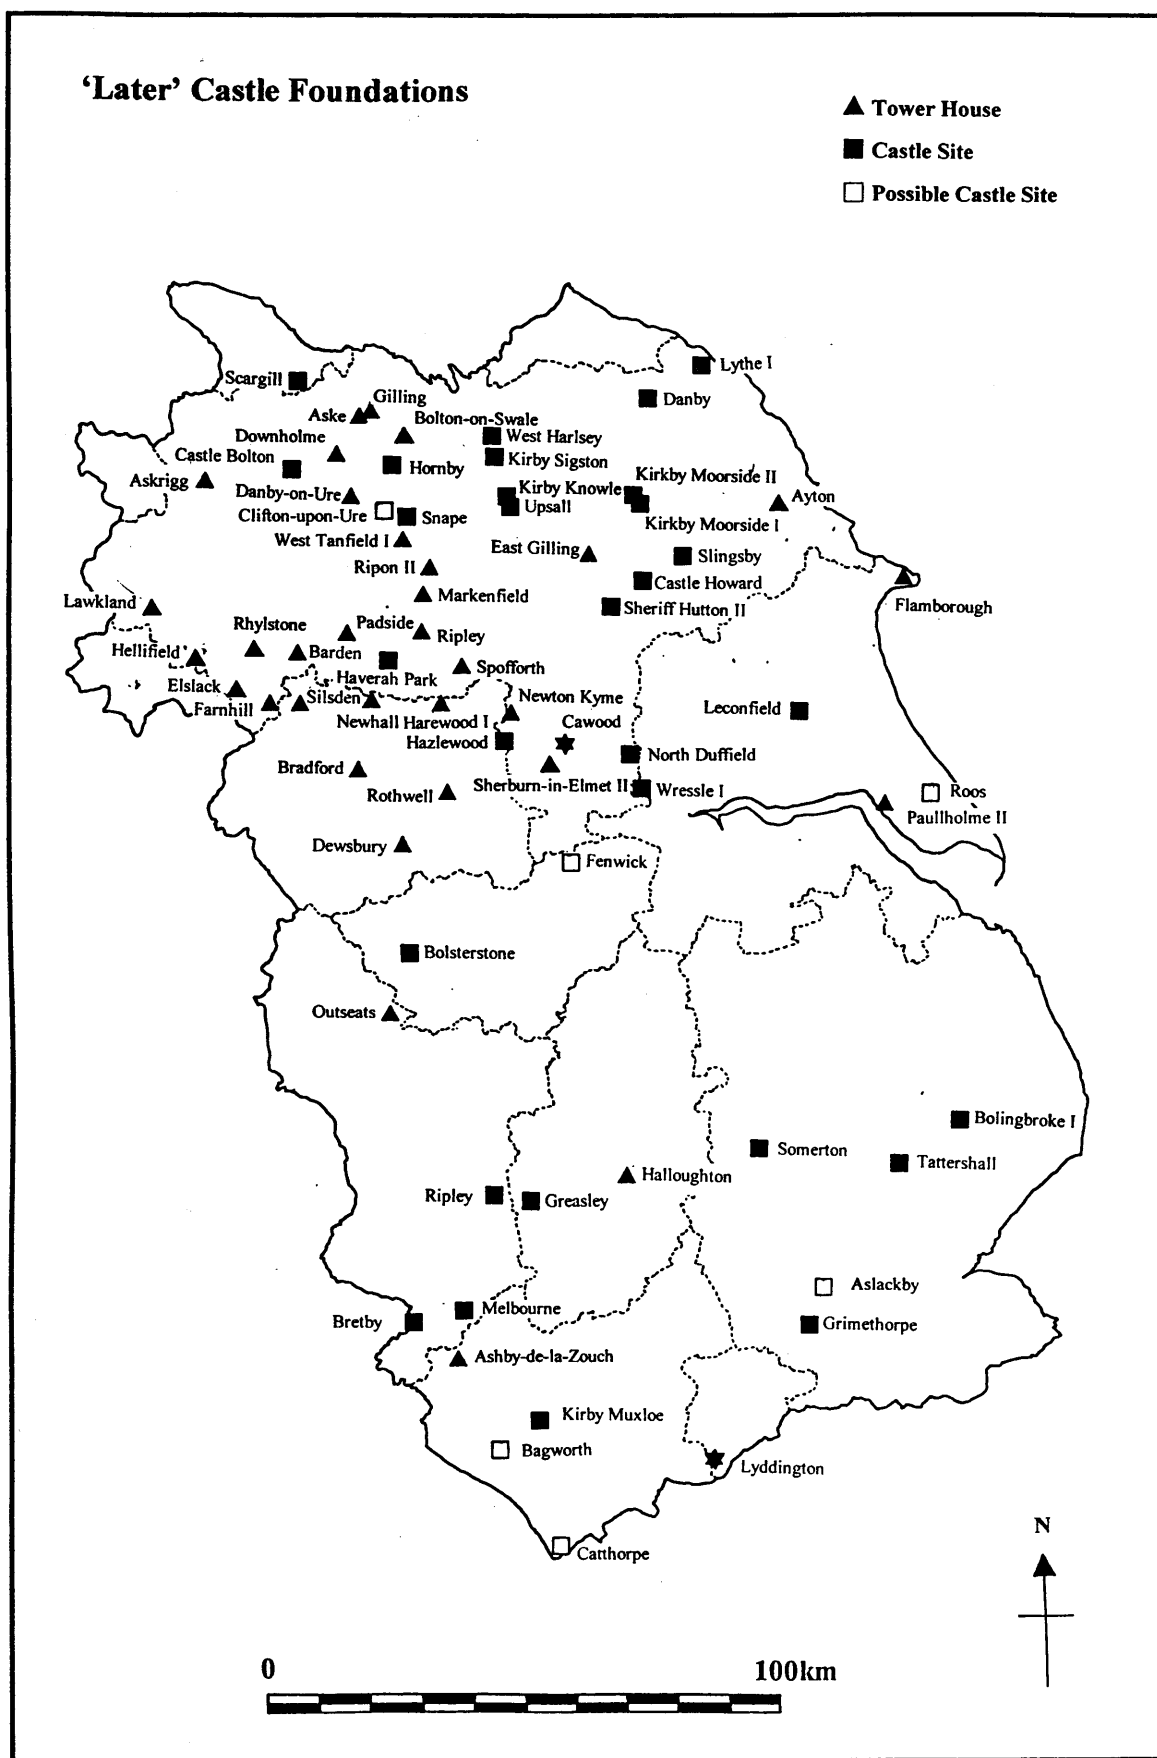 ‘Later’ Castle Foundations
Tower House
Castle Site
Possible Castle Site
Lythe I
Scargill
Danby
Gilling
Aske
Bolton-on-Swale
Downholme
West Harlsey
Castle Bolton
Kirby Sigston
Hornby
Kirkby Moorside II
Askrigg
Kirby Knowle
Danby-on-Ure
Ayton
Upsall
Clifton-upon-Ure
Snape
Kirkby Moorside I
West Tanfield I
East Gilling
Slingsby
Ripon II
Castle Howard
Markenfield
Lawkland
Sheriff Hutton II
Flamborough
Rhylstone
Padside
Ripley
Hellifield
Barden
Spofforth
Haverah Park
Elslack
Silsden
Newton Kyme
Farnhill
Leconfield
Newhall
Harewood I
Cawood
Hazlewood
North Duffield
Bradford
Sherburn-in-Elmet II
Wressle I
Rothwell
Roos
Paullholme II
Dewsbury
Fenwick
Bolsterstone
Outseats
Bolingbroke I
Somerton
Tattershall
Halloughton
Ripley
Greasley
Aslackby
Melbourne
Bretby
Grimethorpe
Ashby-de-la-Zouch
Kirby Muxloe
Bagworth
Lyddington
Catthorpe
N
0
100km